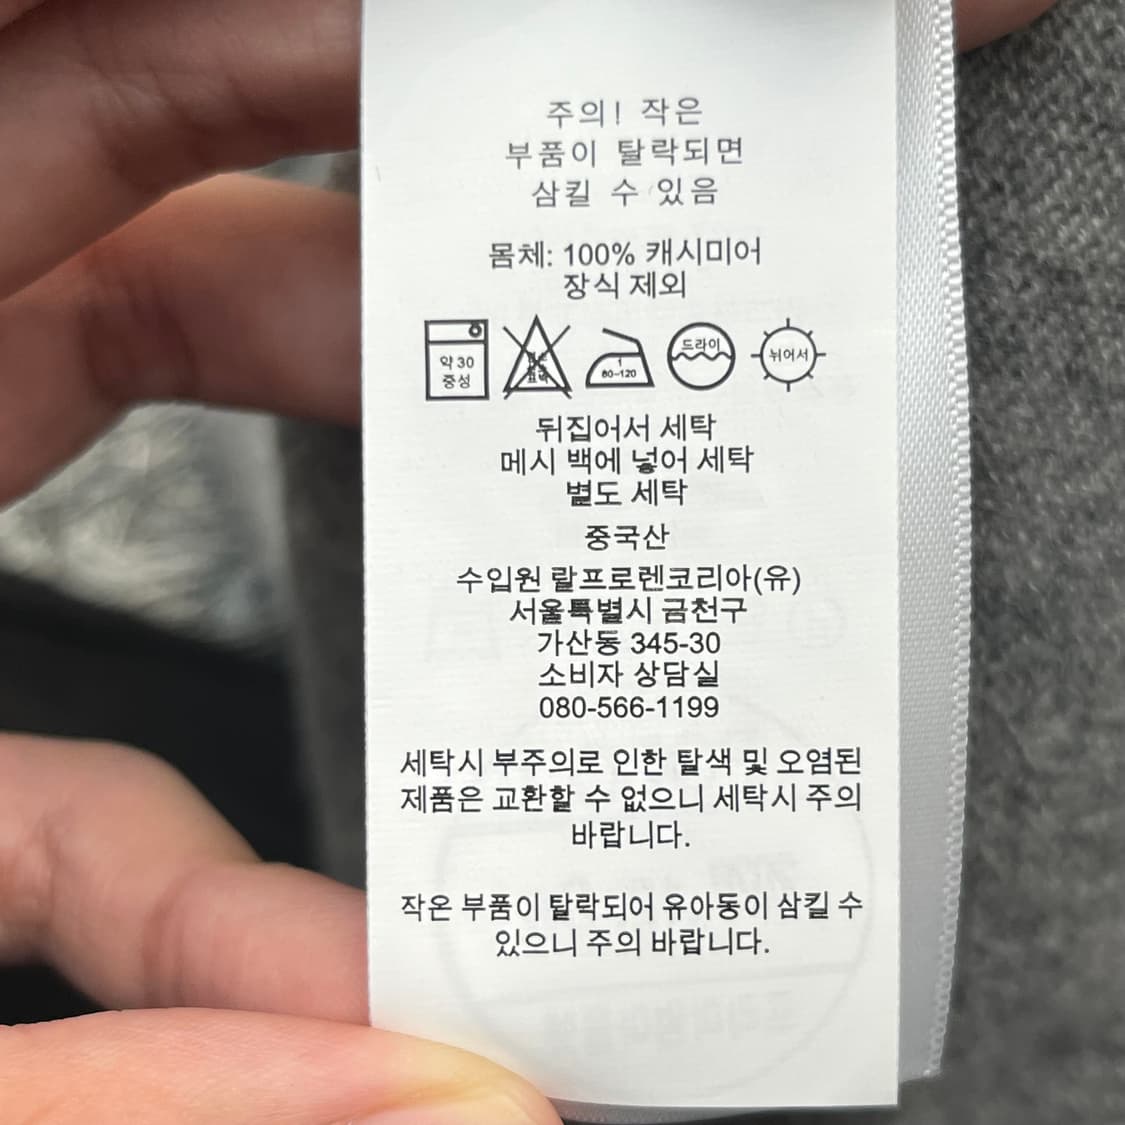 주의! 작은
부품이 탈락되면
삼킬 수 있음
몸체: 100% 캐시미어
장식 제외
약 30
중성
1
80~120
드라이
뉘어서
뒤집어서 세탁
메시 백에 넣어 세탁
별도 세탁
중국산
수입원 랄프로렌코리아(유)
서울특별시 금천구
가산동 345-30
소비자 상담실
080-566-1199
세탁시 부주의로 인한 탈색 및 오염된
제품은 교환할 수 없으니 세탁시 주의
바랍니다.
작은 부품이 탈락되어 유아동이 삼킬 수
있으니 주의 바랍니다.